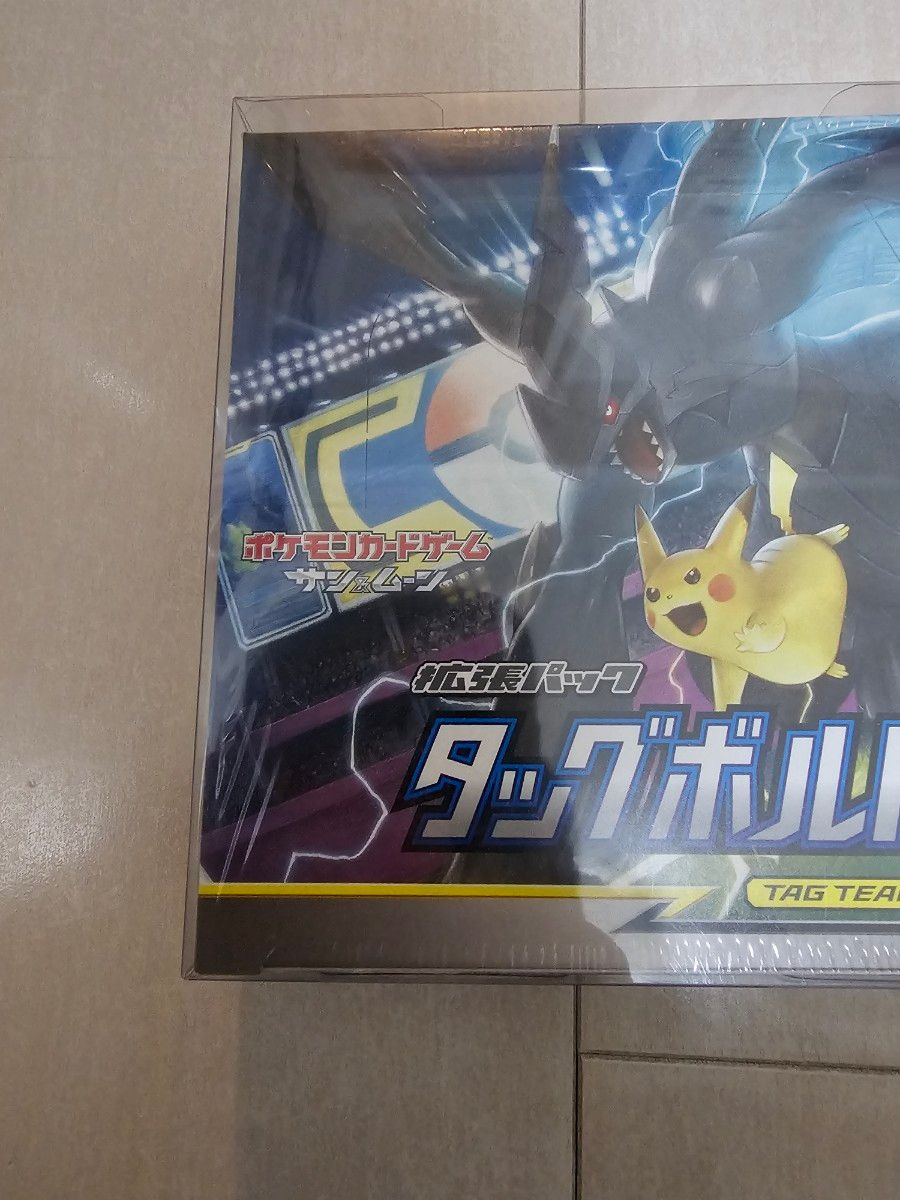 ポケモンカードゲーム
サン&ムーン
拡張パック
タッグボル
TAG TEA